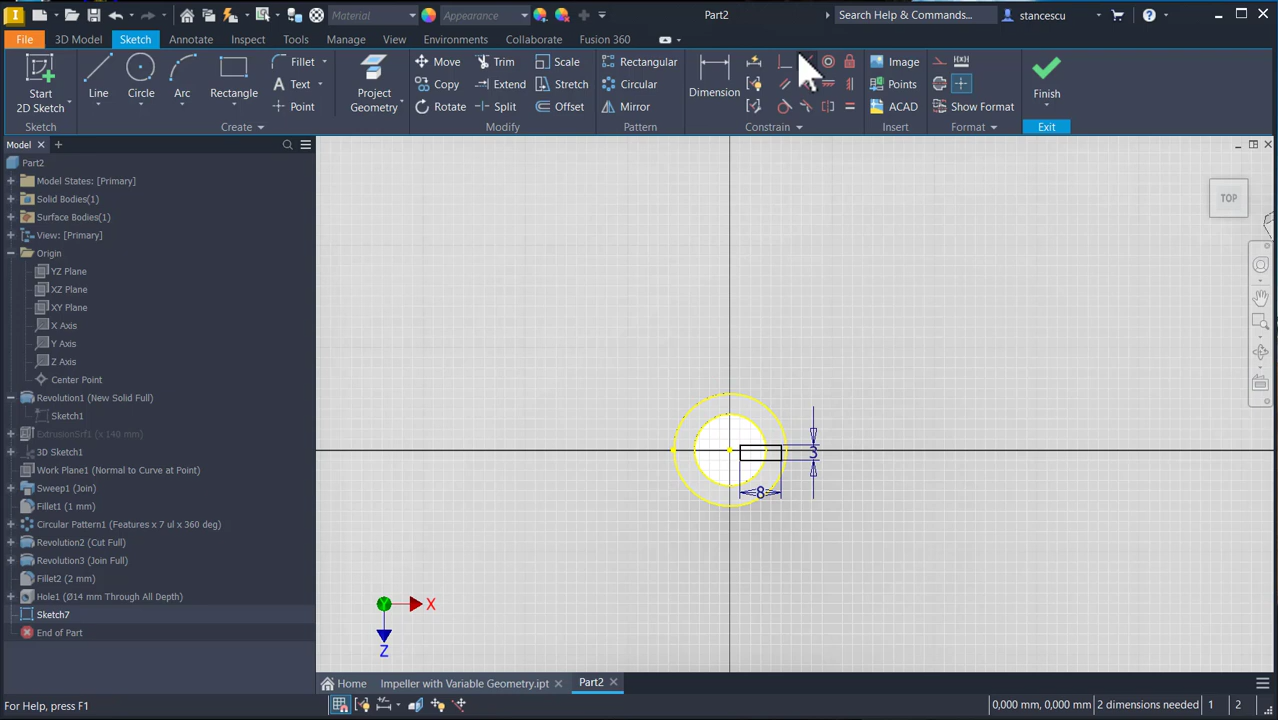 Material
Appearance
Part2
Search Help & Commands...
stancescu
File
3D Model
Sketch
Annotate
Inspect
Tools
Manage
View
Environments
Collaborate
Fusion 360
Start
2D Sketch
Line
Circle
Arc
Rectangle
Fillet
Text
Point
Project
Geometry
Move
Trim
Scale
Copy
Extend
Stretch
Rotate
Split
Offset
Rectangular
Circular
Mirror
Dimension
Image
Points
ACAD
Show Format
Finish
Sketch
Create
Modify
Pattern
Constrain
Insert
Format
Exit
Model
Part2
Model States: [Primary]
Solid Bodies(1)
Surface Bodies(1)
View: [Primary]
Origin
YZ Plane
XZ Plane
XY Plane
X Axis
Y Axis
Z Axis
Center Point
Revolution1 (New Solid Full)
Sketch1
ExtrusionSrf1 (x 140 mm)
3D Sketch1
Work Plane1 (Normal to Curve at Point)
Sweep1 (Join)
Fillet1 (1 mm)
Circular Pattern1 (Features x 7 ul x 360 deg)
Revolution2 (Cut Full)
Revolution3 (Join Full)
Fillet2 (2 mm)
Hole1 (Ø14 mm Through All Depth)
Sketch7
End of Part
TOP
3
8
X
Y
Z
Home
Impeller with Variable Geometry.ipt
Part2
For Help, press F1
0,000 mm, 0,000 mm
2 dimensions needed
1
2